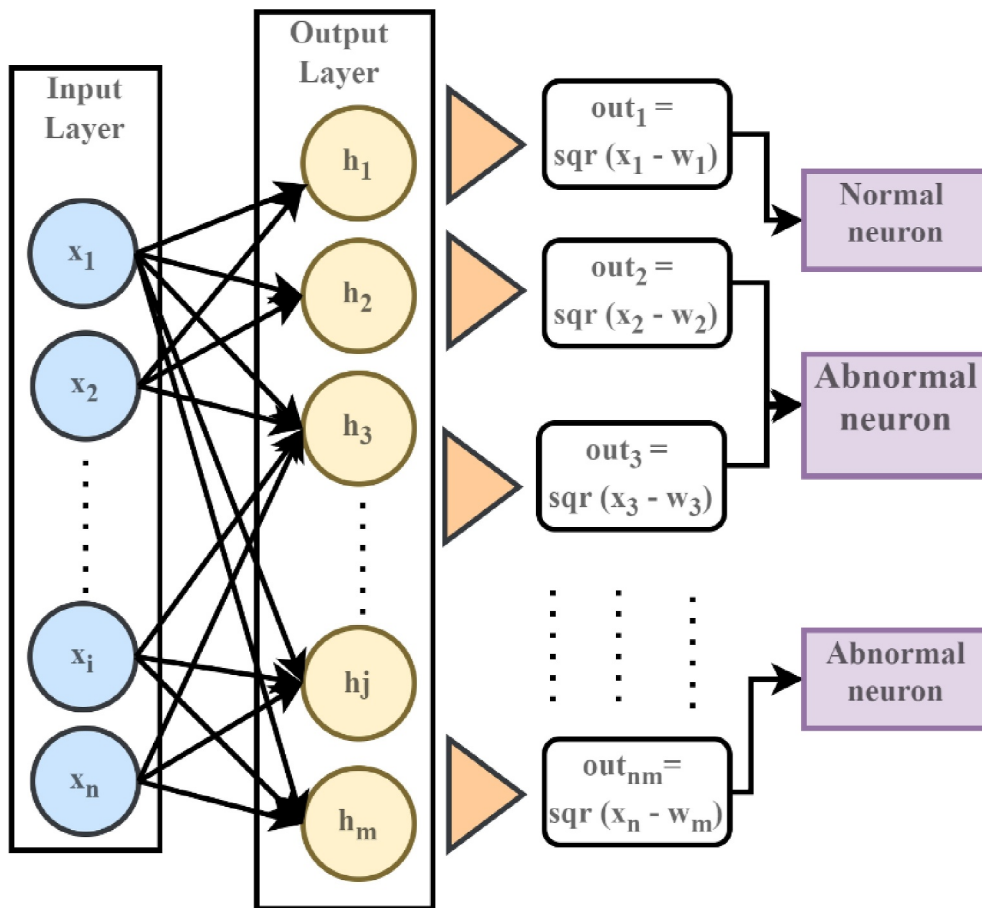 Input
Layer
x1
x2
xi
xn
Output
Layer
h1
h2
h3
hj
hm
out1 =
sqr (x1 - w1)
out2 =
sqr (x2 - w2)
out3 =
sqr (x3 - w3)
outnm=
sqr (xn - wm)
Normal
neuron
Abnormal
neuron
Abnormal
neuron